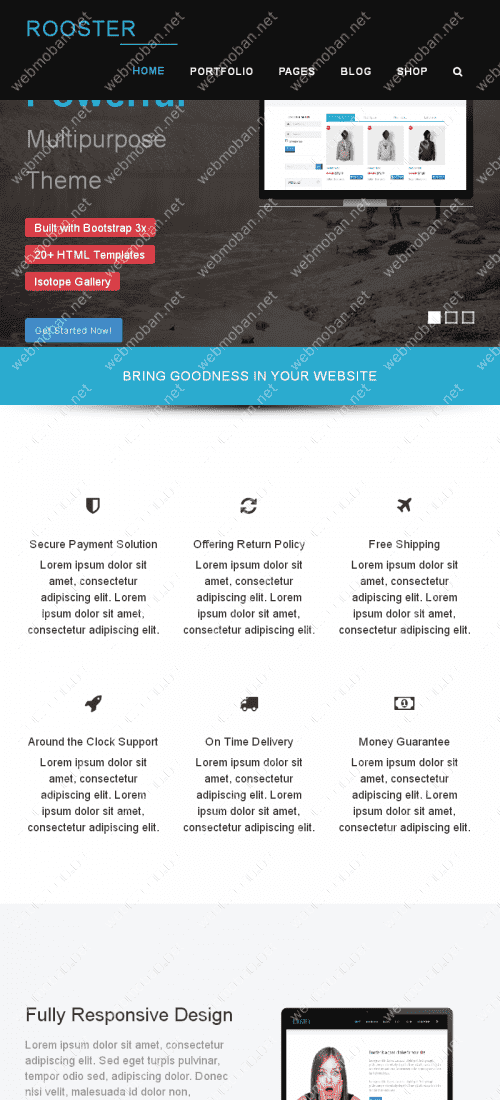 ROOSTER
HOME PORTFOLIO PAGES BLOG SHOP
Powerful
Multipurpose
Theme
Built with Bootstrap 3x
20+ HTML Templates
Isotope Gallery
Get Started Now!
BRING GOODNESS IN YOUR WEBSITE
Secure Payment Solution
Lorem ipsum dolor sit
amet, consectetur
adipiscing elit. Lorem
ipsum dolor sit amet,
consectetur adipiscing elit.
Offering Return Policy
Lorem ipsum dolor sit
amet, consectetur
adipiscing elit. Lorem
ipsum dolor sit amet,
consectetur adipiscing elit.
Free Shipping
Lorem ipsum dolor sit
amet, consectetur
adipiscing elit. Lorem
ipsum dolor sit amet,
consectetur adipiscing elit.
Around the Clock Support
Lorem ipsum dolor sit
amet, consectetur
adipiscing elit. Lorem
ipsum dolor sit amet,
consectetur adipiscing elit.
On Time Delivery
Lorem ipsum dolor sit
amet, consectetur
adipiscing elit. Lorem
ipsum dolor sit amet,
consectetur adipiscing elit.
Money Guarantee
Lorem ipsum dolor sit
amet, consectetur
adipiscing elit. Lorem
ipsum dolor sit amet,
consectetur adipiscing elit.
Fully Responsive Design
Lorem ipsum dolor sit amet, consectetur
adipiscing elit. Sed eget turpis pulvinar,
tempor odio sed, adipiscing dolor. Donec
nisi velit, malesuada id dolor non,
webmoban.net